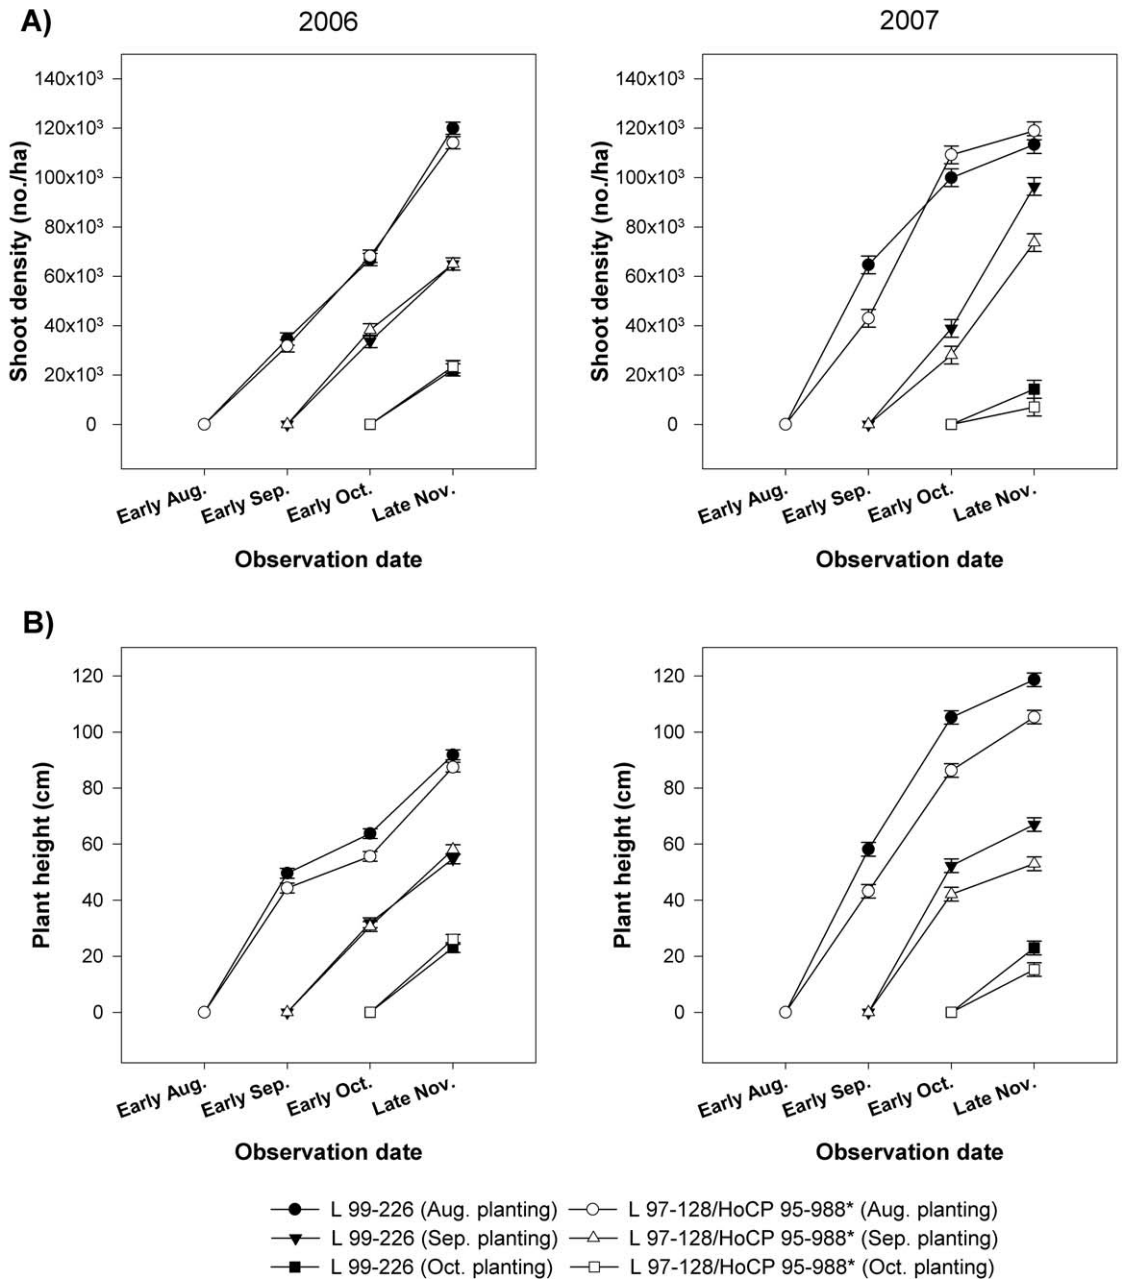 A)
2006
2007
Shoot density (no./ha)
140x10³
120x10³
100x10³
80x10³
60x10³
40x10³
20x10³
0
Early Aug.
Early Sep.
Early Oct.
Late Nov.
Observation date
Shoot density (no./ha)
140x10³
120x10³
100x10³
80x10³
60x10³
40x10³
20x10³
0
Early Aug.
Early Sep.
Early Oct.
Late Nov.
Observation date
B)
Plant height (cm)
120
100
80
60
40
20
0
Early Aug.
Early Sep.
Early Oct.
Late Nov.
Observation date
Plant height (cm)
120
100
80
60
40
20
0
Early Aug.
Early Sep.
Early Oct.
Late Nov.
Observation date
L 99-226 (Aug. planting)
L 97-128/HoCP 95-988* (Aug. planting)
L 99-226 (Sep. planting)
L 97-128/HoCP 95-988* (Sep. planting)
L 99-226 (Oct. planting)
L 97-128/HoCP 95-988* (Oct. planting)